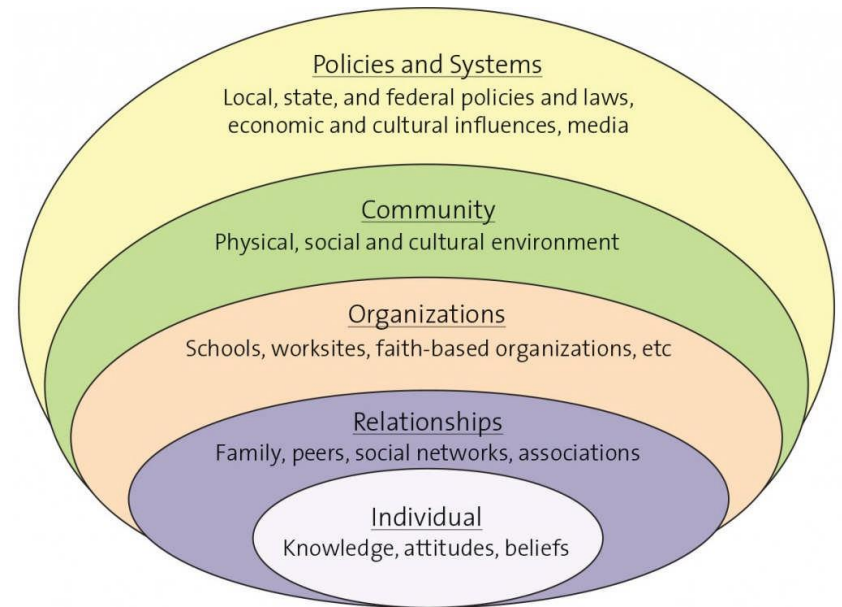 Policies and Systems
Local, state, and federal policies and laws,
economic and cultural influences, media
Community
Physical, social and cultural environment
Organizations
Schools, worksites, faith-based organizations, etc
Relationships
Family, peers, social networks, associations
Individual
Knowledge, attitudes, beliefs